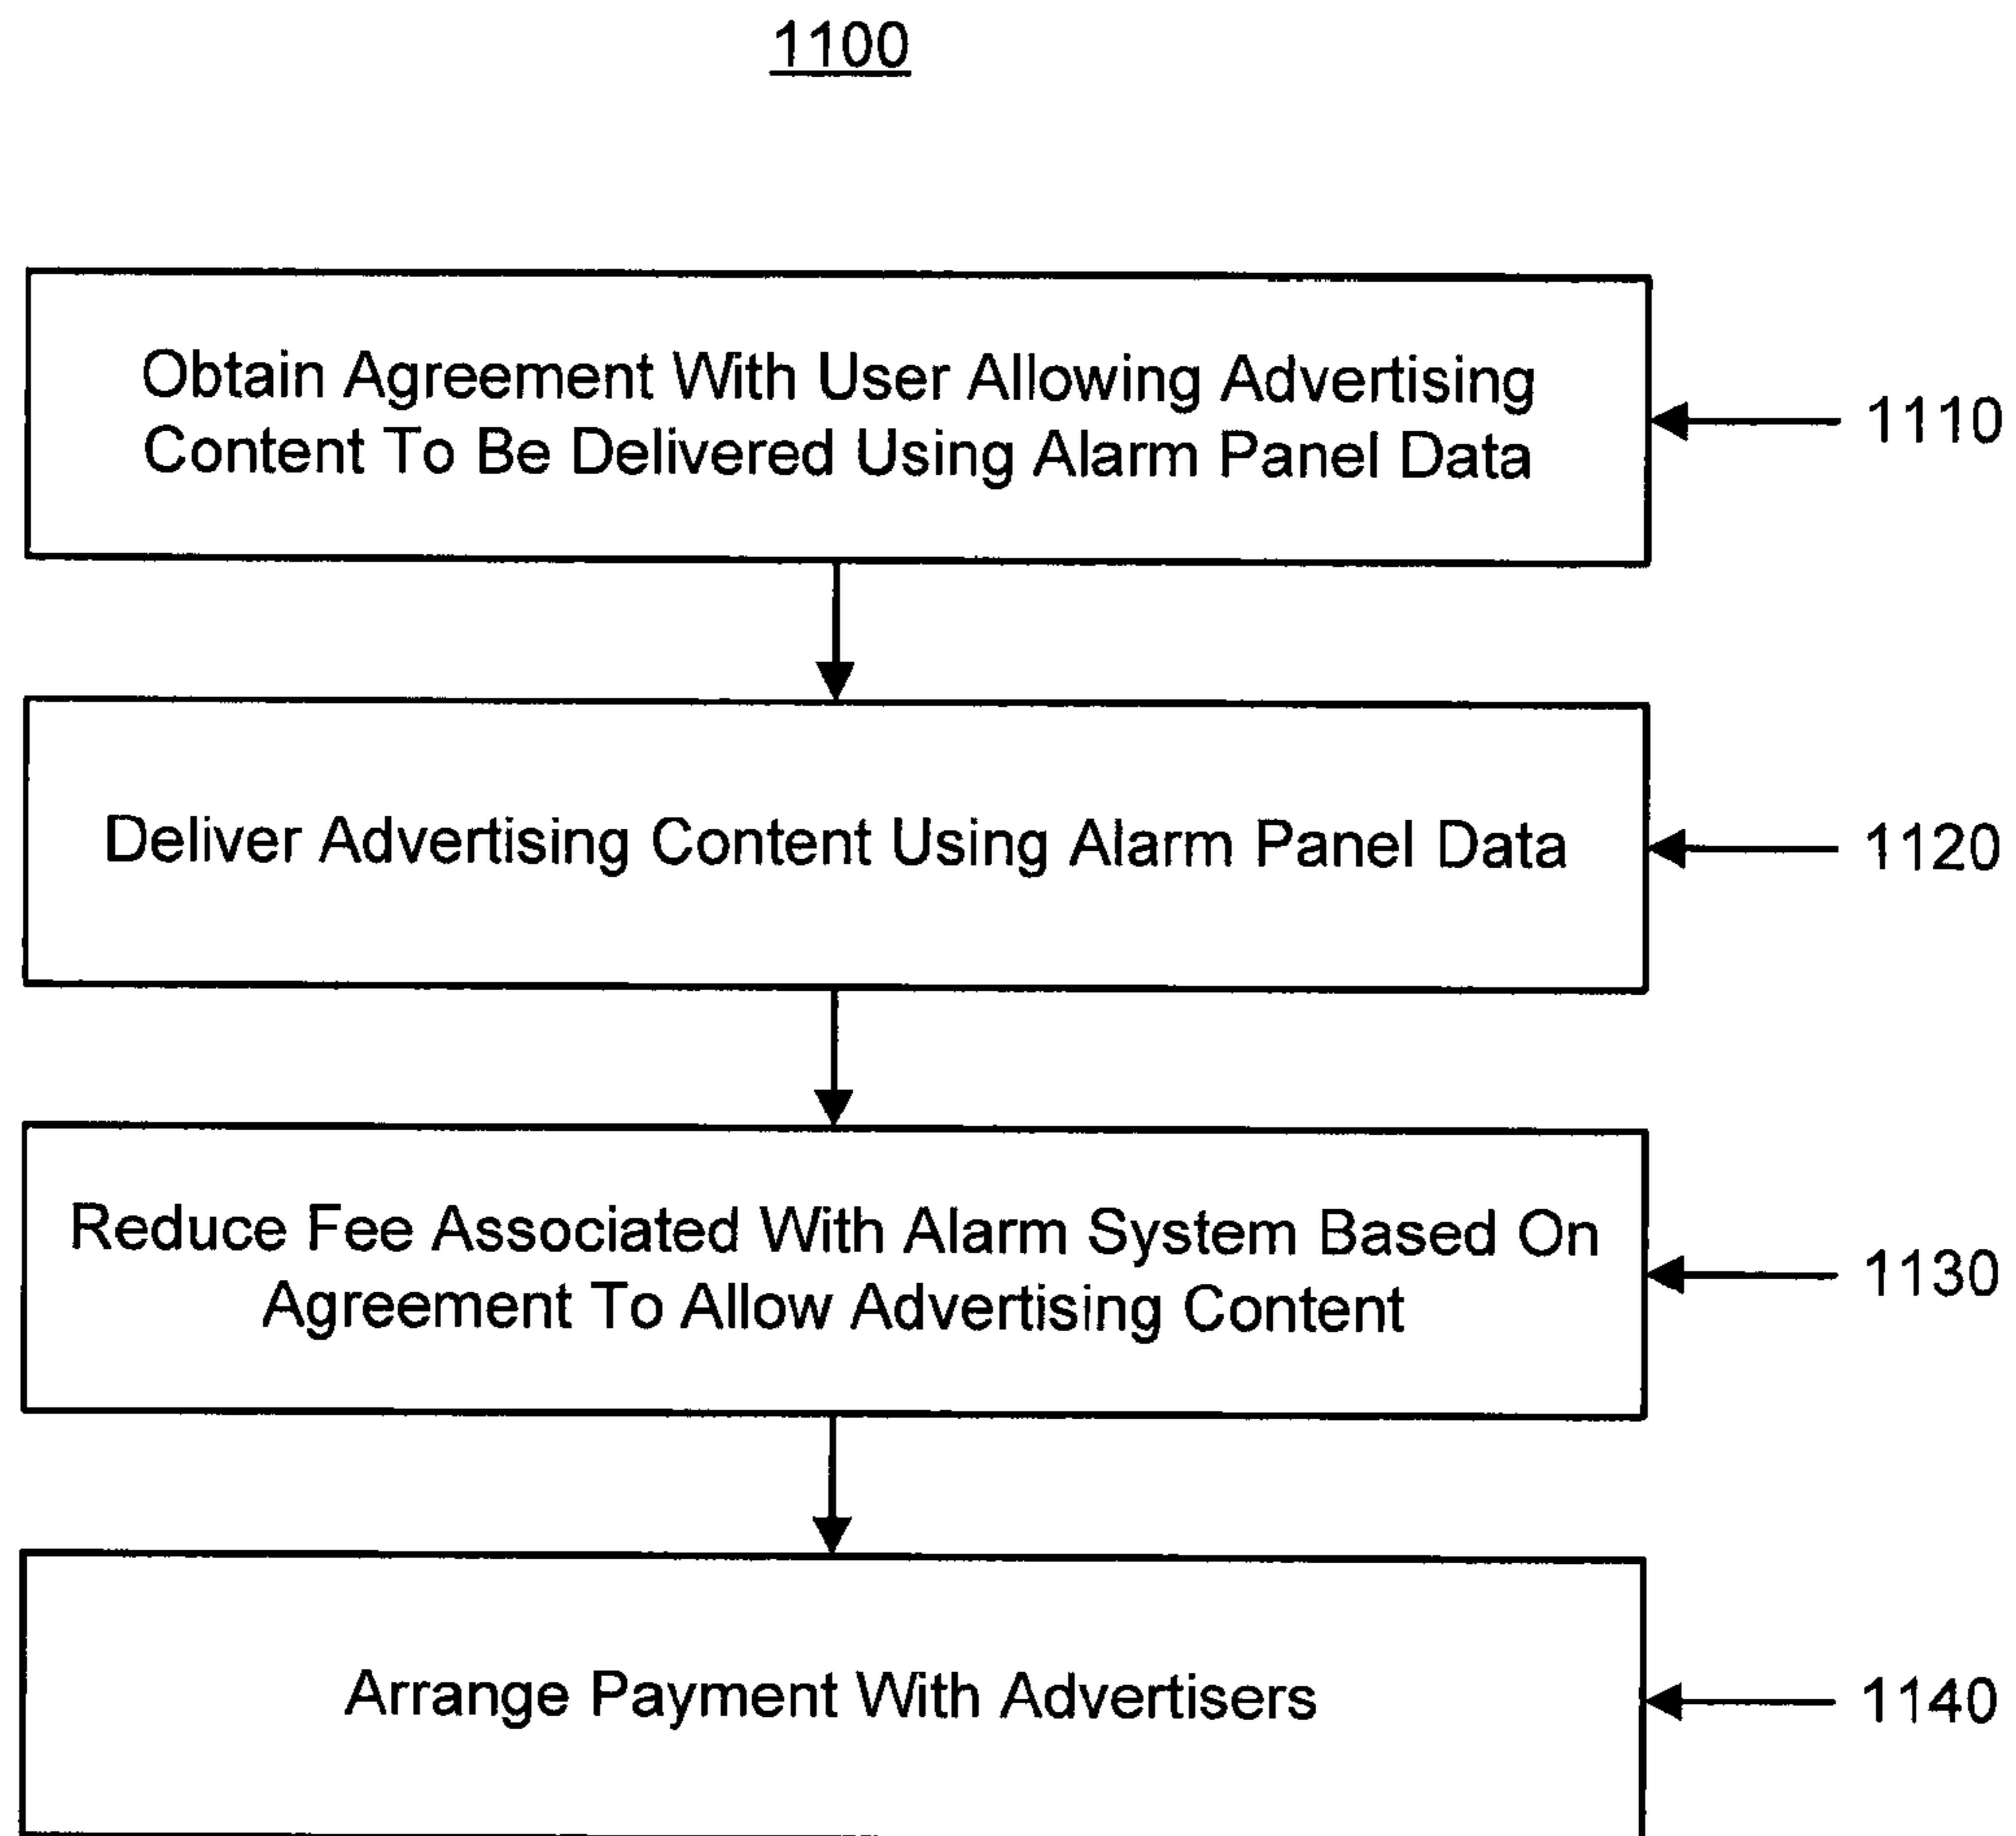 1100
Obtain Agreement With User Allowing Advertising
Content To Be Delivered Using Alarm Panel Data
1110
Deliver Advertising Content Using Alarm Panel Data
1120
Reduce Fee Associated With Alarm System Based On
Agreement To Allow Advertising Content
1130
Arrange Payment With Advertisers
1140